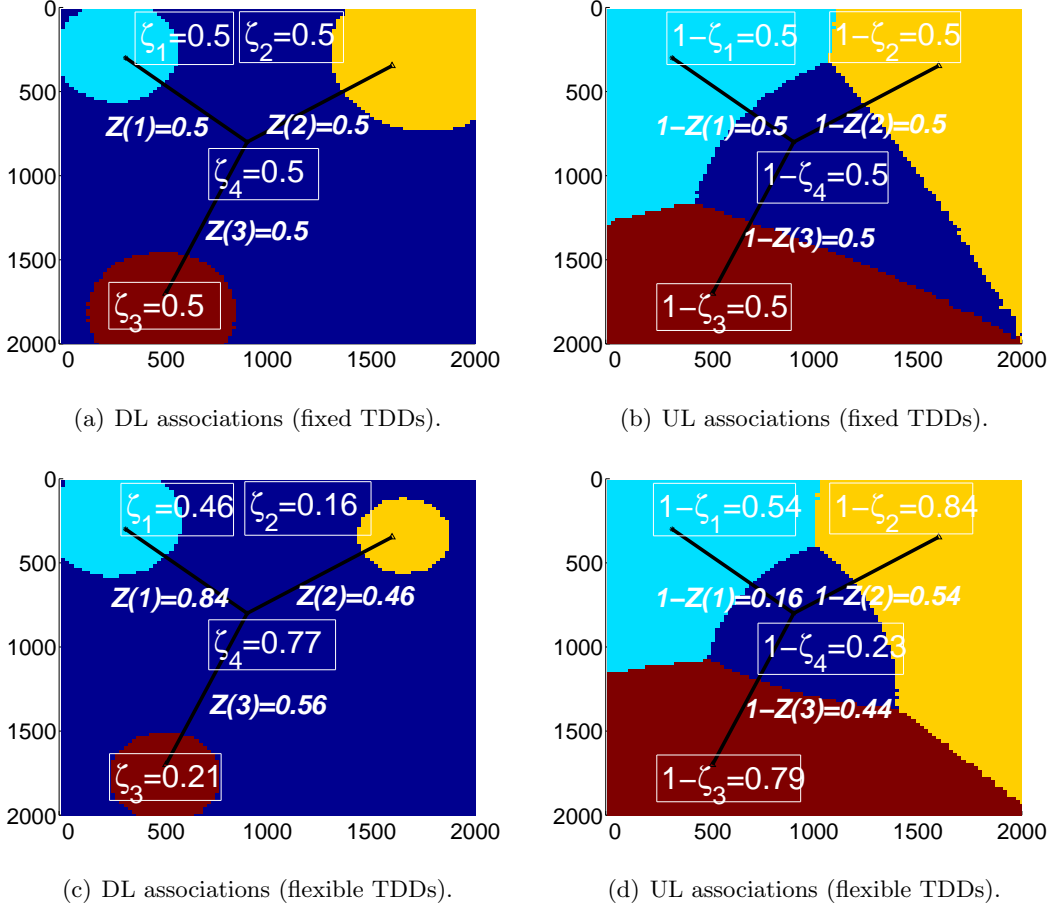 0
500
1000
1500
2000
0 500 1000 1500 2000
ζ1=0.5 ζ2=0.5
Z(1)=0.5 Z(2)=0.5
ζ4=0.5
Z(3)=0.5
ζ3=0.5
(a) DL associations (fixed TDDs).
0
500
1000
1500
2000
0 500 1000 1500 2000
1−ζ1=0.5 1−ζ2=0.5
1−Z(1)=0.5 1−Z(2)=0.5
1−ζ4=0.5
1−Z(3)=0.5
1−ζ3=0.5
(b) UL associations (fixed TDDs).
0
500
1000
1500
2000
0 500 1000 1500 2000
ζ1=0.46 ζ2=0.16
Z(1)=0.84 Z(2)=0.46
ζ4=0.77
Z(3)=0.56
ζ3=0.21
(c) DL associations (flexible TDDs).
0
500
1000
1500
2000
0 500 1000 1500 2000
1−ζ1=0.54 1−ζ2=0.84
1−Z(1)=0.16 1−Z(2)=0.54
1−ζ4=0.23
1−Z(3)=0.44
1−ζ3=0.79
(d) UL associations (flexible TDDs).